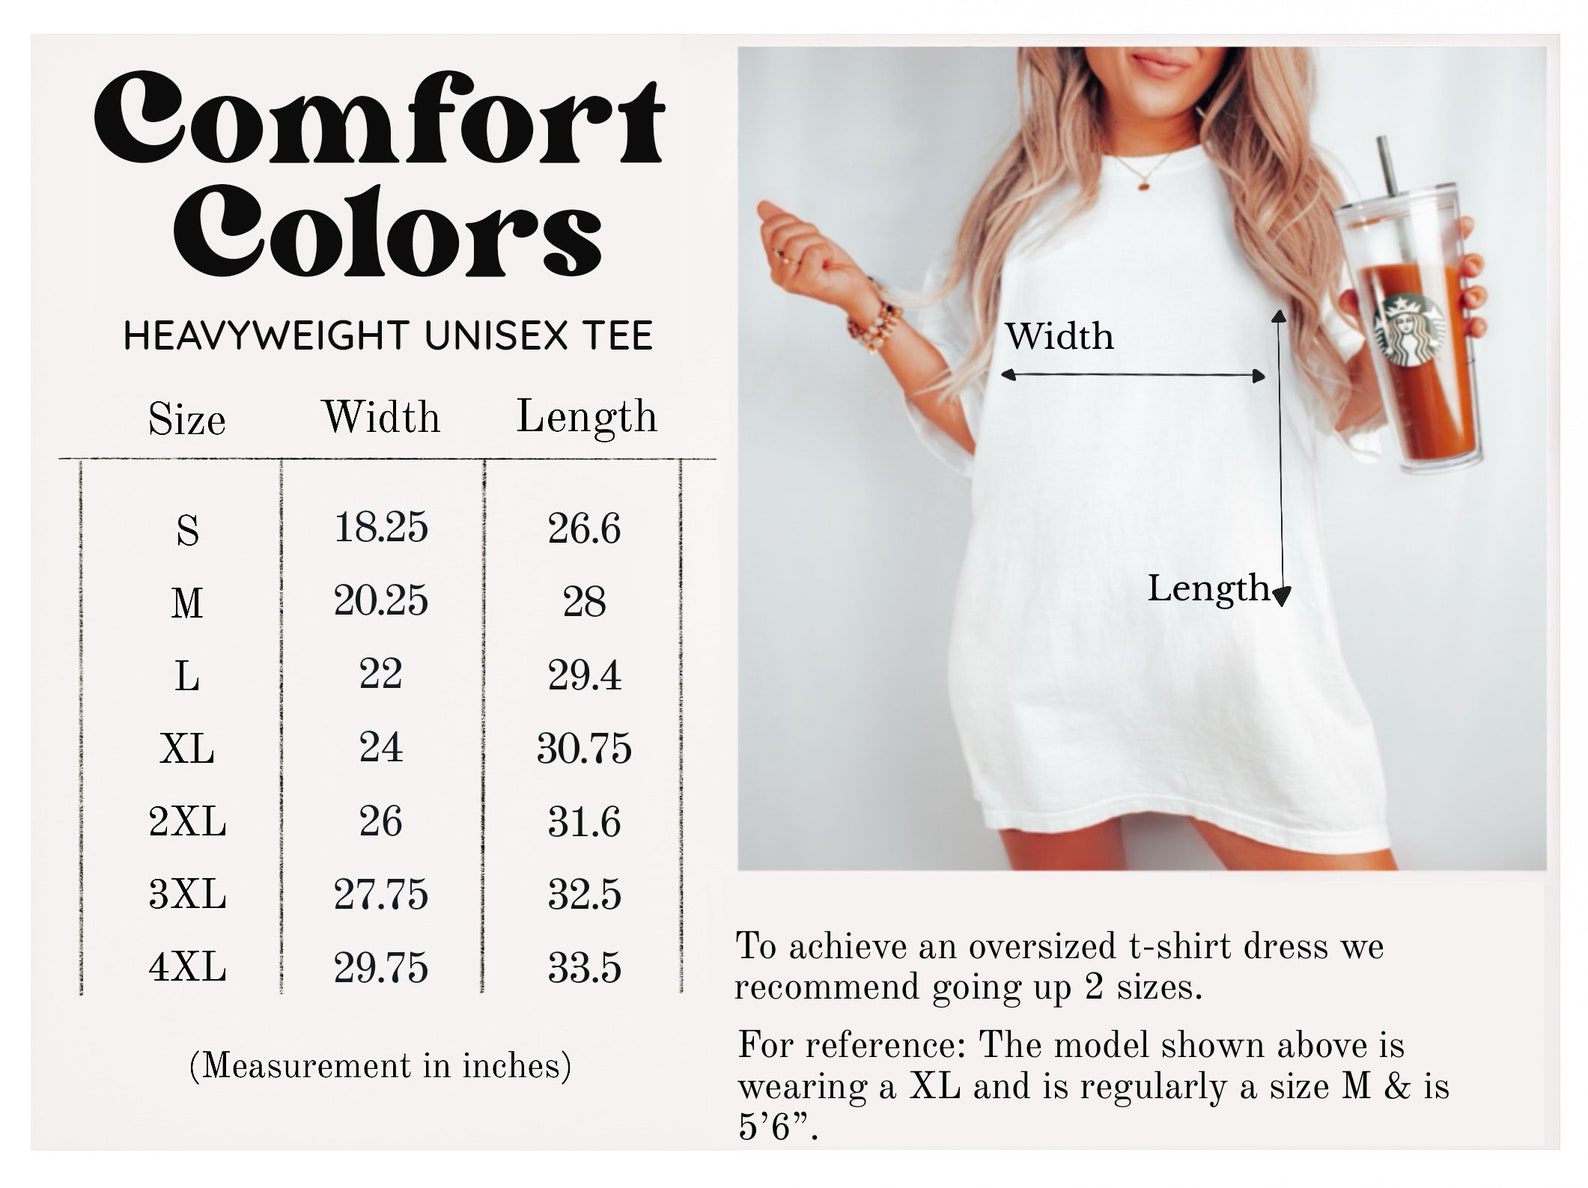 Comfort
Colors
HEAVYWEIGHT UNISEX TEE
Size Width Length
S 18.25 26.6
M 20.25 28
L 22 29.4
XL 24 30.75
2XL 26 31.6
3XL 27.75 32.5
4XL 29.75 33.5
(Measurement in inches)
Width
Length
To achieve an oversized t-shirt dress we
recommend going up 2 sizes.
For reference: The model shown above is
wearing a XL and is regularly a size M & is
5’6”.